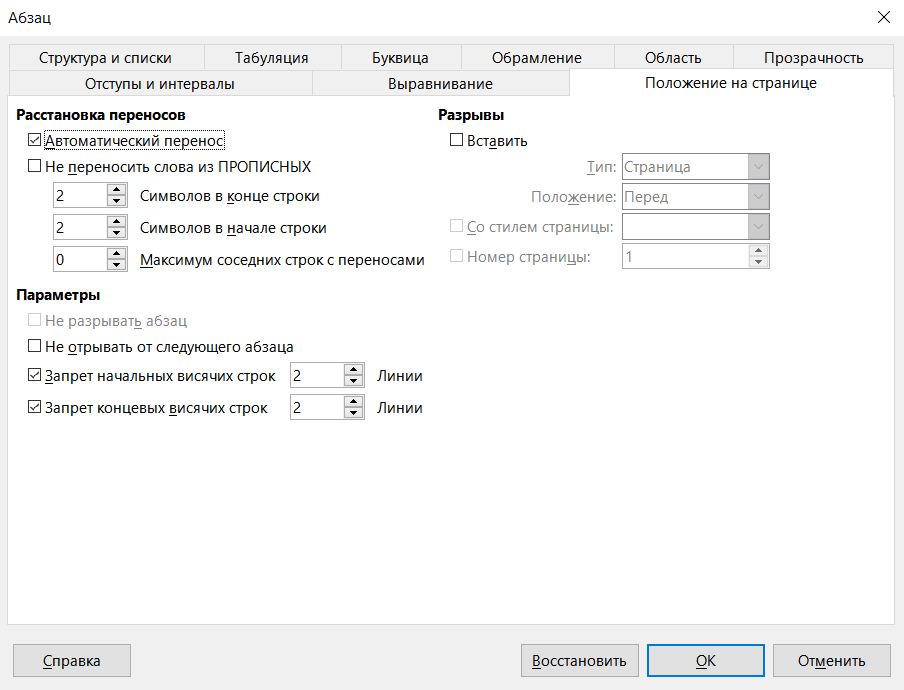 Абзац
Структура и списки
Табуляция
Буквица
Обрамление
Область
Прозрачность
Отступы и интервалы
Выравнивание
Положение на странице
Расстановка переносов
Автоматический перенос
Не переносить слова из ПРОПИСНЫХ
2 Символов в конце строки
2 Символов в начале строки
0 Максимум соседних строк с переносами
Параметры
Не разрывать абзац
Не отрывать от следующего абзаца
Запрет начальных висячих строк 2 Линии
Запрет концевых висячих строк 2 Линии
Разрывы
Вставить
Тип: Страница
Положение: Перед
Со стилем страницы:
Номер страницы: 1
Справка
Восстановить
OK
Отменить